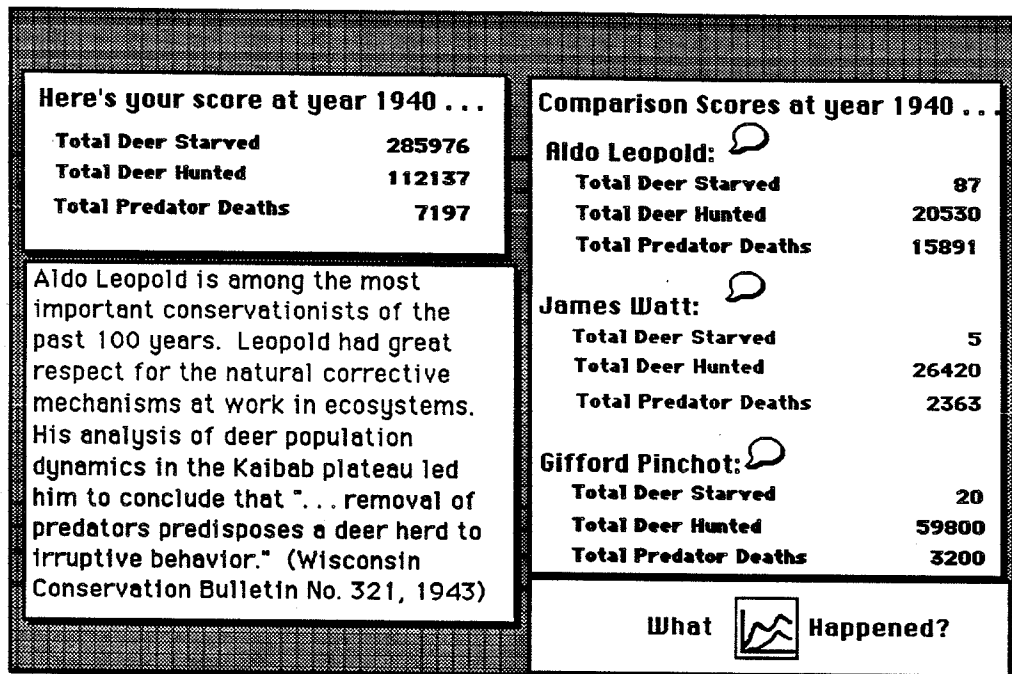 Here's your score at year 1940 . . .
Total Deer Starved 285976
Total Deer Hunted 112137
Total Predator Deaths 7197
Aldo Leopold is among the most
important conservationists of the
past 100 years. Leopold had great
respect for the natural corrective
mechanisms at work in ecosystems.
His analysis of deer population
dynamics in the Kaibab plateau led
him to conclude that "... removal of
predators predisposes a deer herd to
irruptive behavior." (Wisconsin
Conservation Bulletin No. 321, 1943)
Comparison Scores at year 1940 . . .
Aldo Leopold:
Total Deer Starved 87
Total Deer Hunted 20530
Total Predator Deaths 15891
James Watt:
Total Deer Starved 5
Total Deer Hunted 26420
Total Predator Deaths 2363
Gifford Pinchot:
Total Deer Starved 20
Total Deer Hunted 59800
Total Predator Deaths 3200
What Happened?